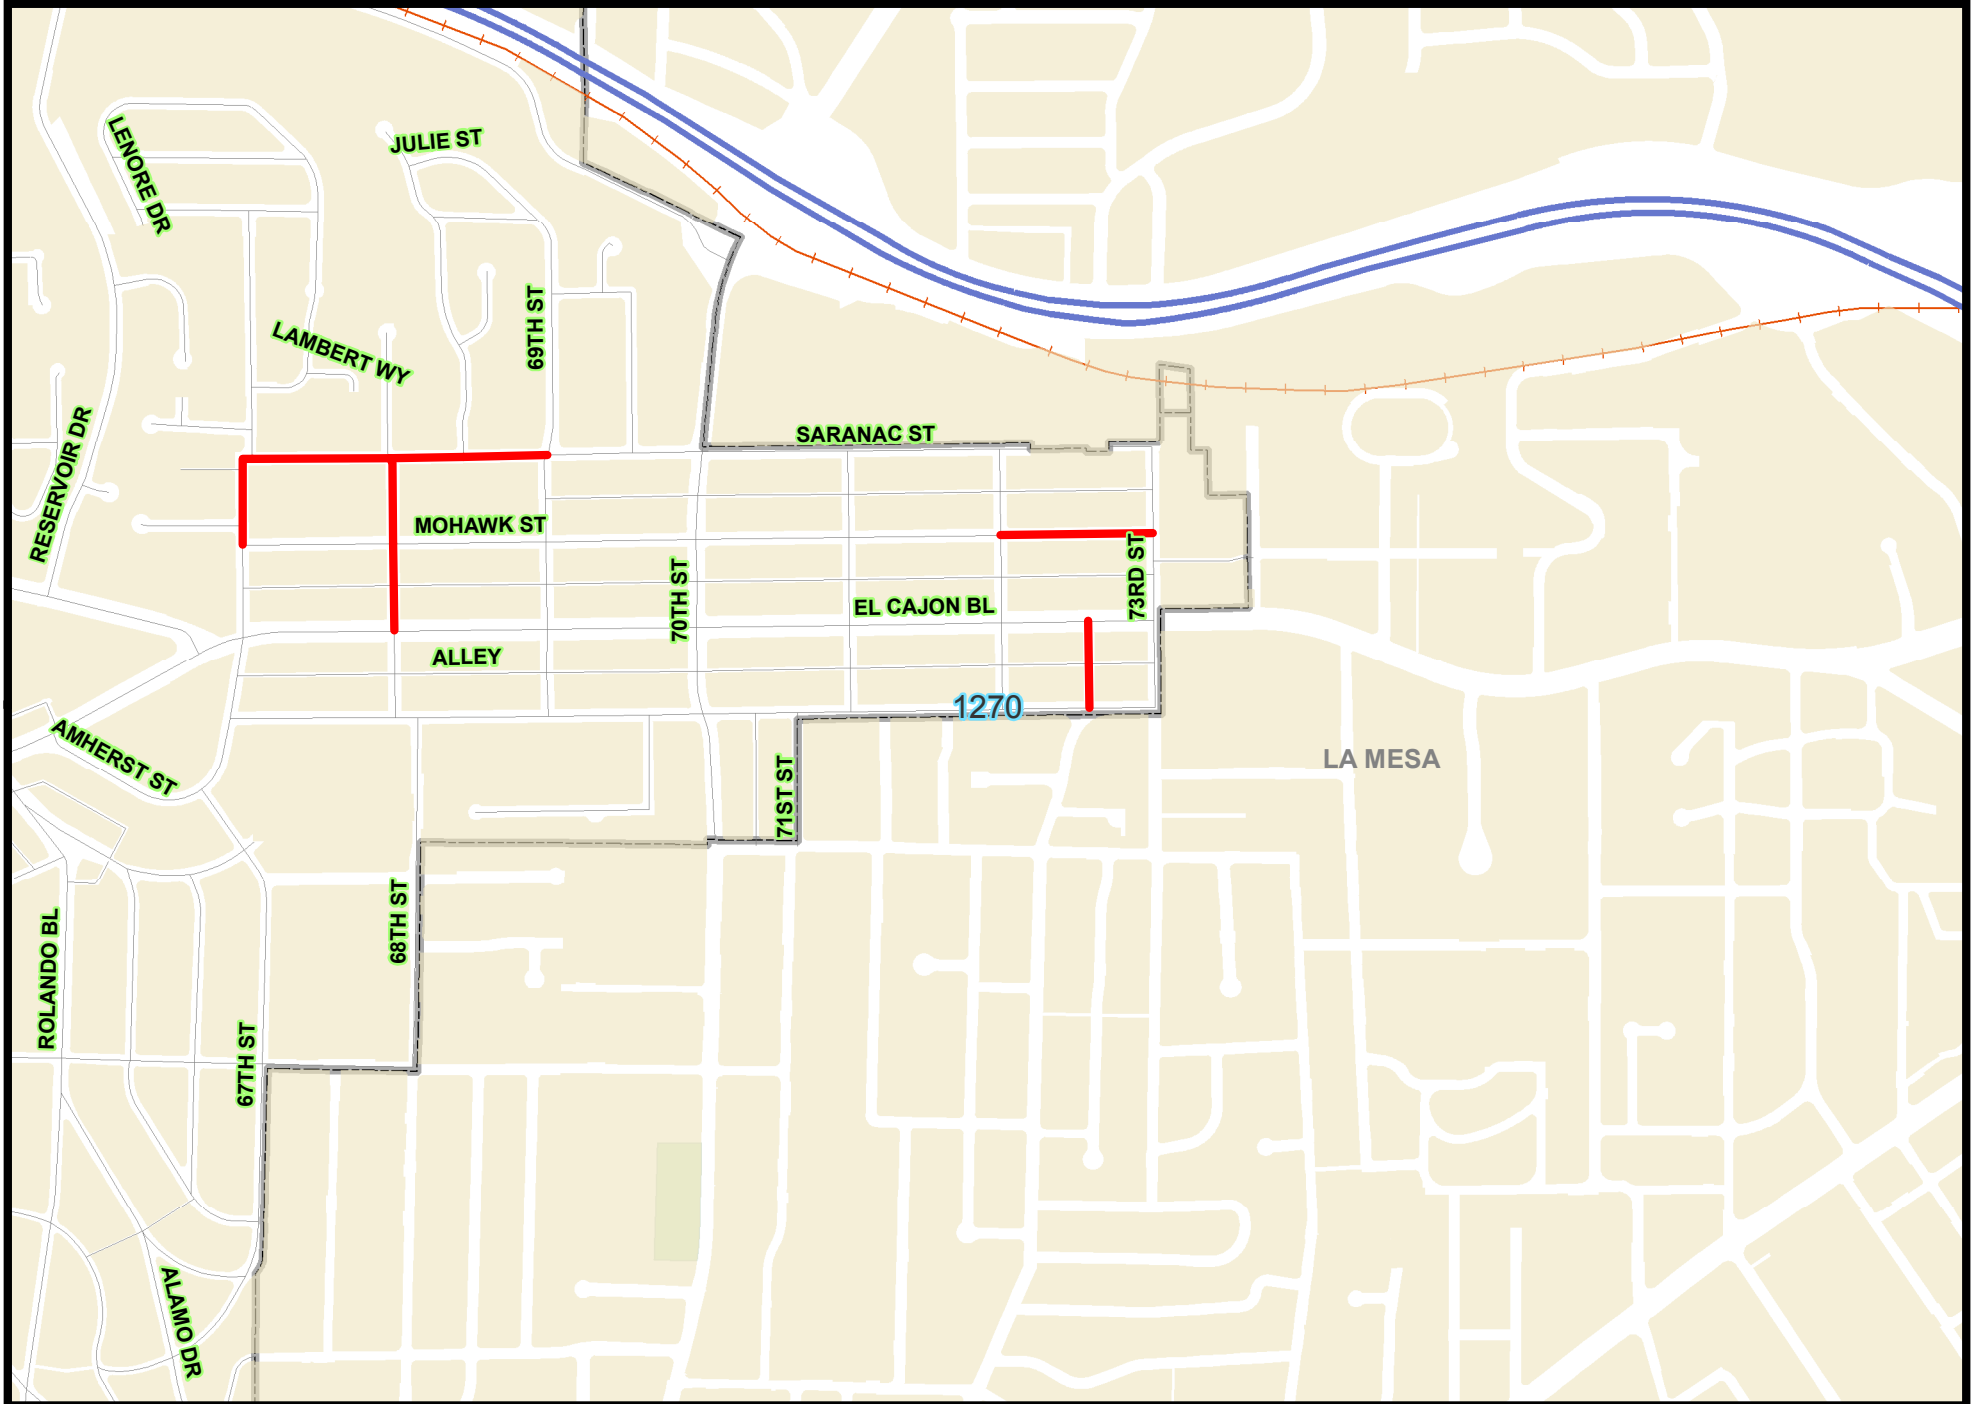 LENORE DR
JULIE ST
69TH ST
LAMBERT WY
RESERVOIR DR
SARANAC ST
MOHAWK ST
70TH ST
73RD ST
EL CAJON BL
ALLEY
1270
AMHERST ST
71ST ST
LA MESA
68TH ST
ROLANDO BL
67TH ST
ALAMO DR